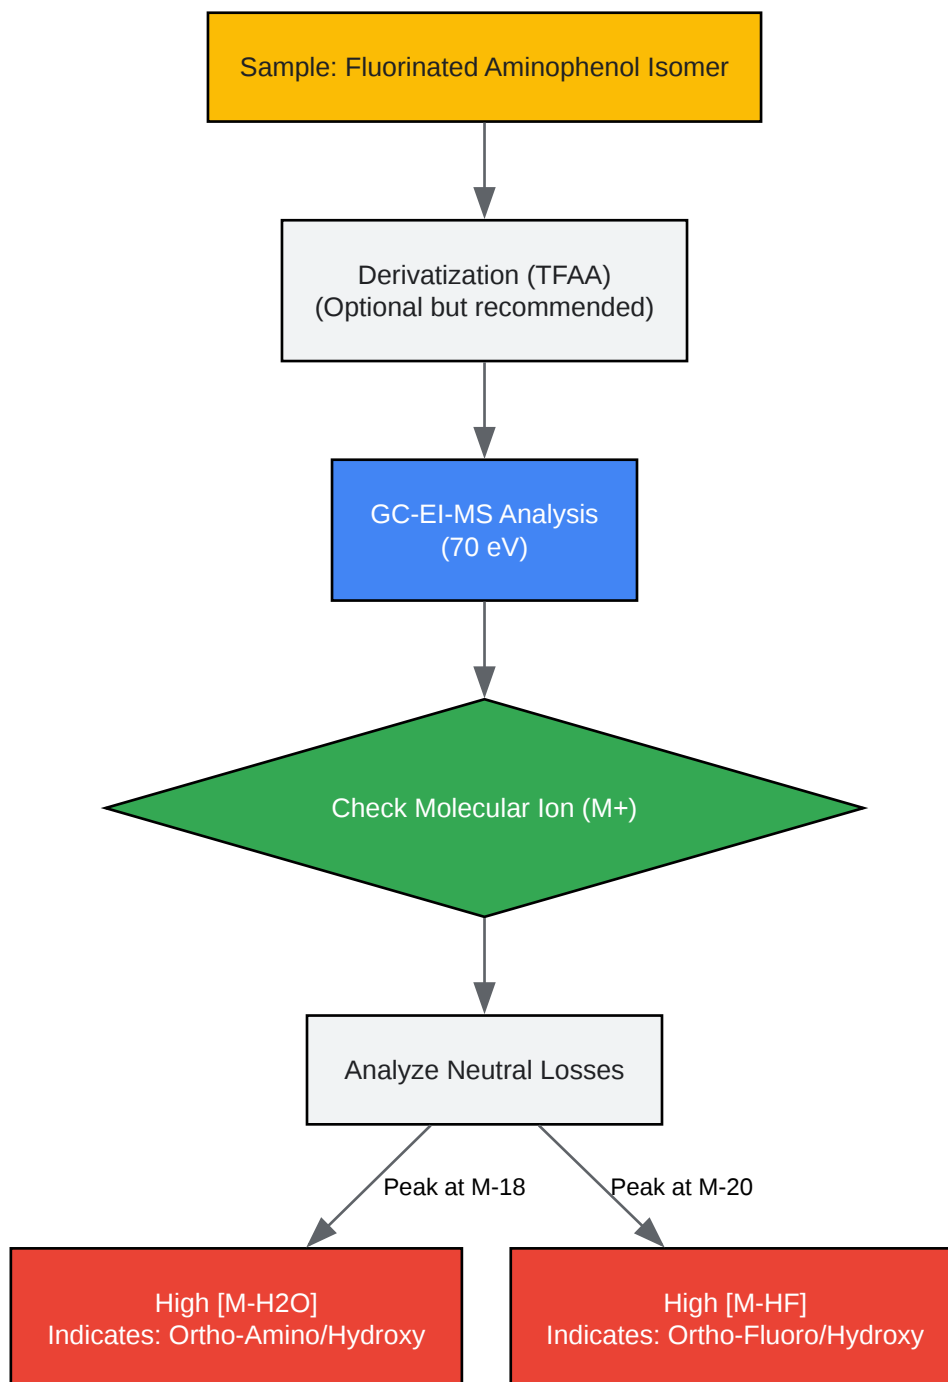 Sample: Fluorinated Aminophenol Isomer
Derivatization (TFAA)
(Optional but recommended)
GC-EI-MS Analysis
(70 eV)
Check Molecular Ion (M+)
Analyze Neutral Losses
Peak at M-18
Peak at M-20
High [M-H2O]
Indicates: Ortho-Amino/Hydroxy
High [M-HF]
Indicates: Ortho-Fluoro/Hydroxy